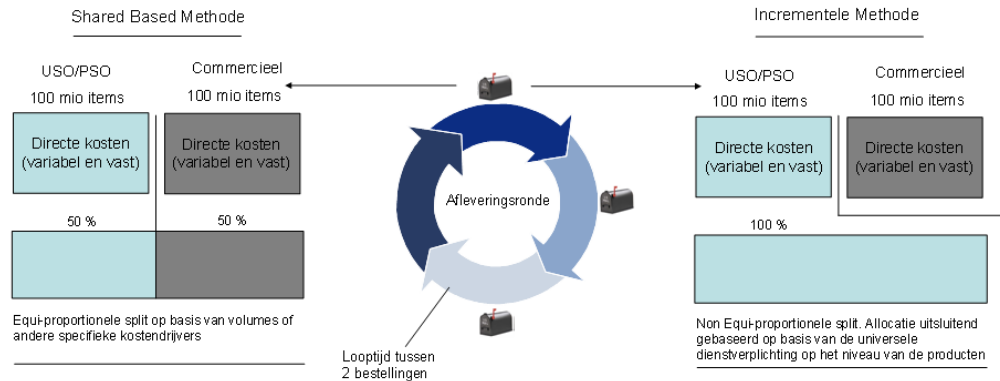 Shared Based Methode
USO/PSO
100 mio items
Commercieel
100 mio items
Directe kosten
(variabel en vast)
Directe kosten
(variabel en vast)
50 %
50 %
Equi-proportionele split op basis van volumes of
andere specifieke kostendrijvers
Afleveringsronde
Looptijd tussen
2 bestellingen
Incrementele Methode
USO/PSO
100 mio items
Commercieel
100 mio items
Directe kosten
(variabel en vast)
Directe kosten
(variabel en vast)
100 %
Non Equi-proportionele split. Allocatie uitsluitend
gebaseerd op basis van de universele
dienstverplichting op het niveau van de producten